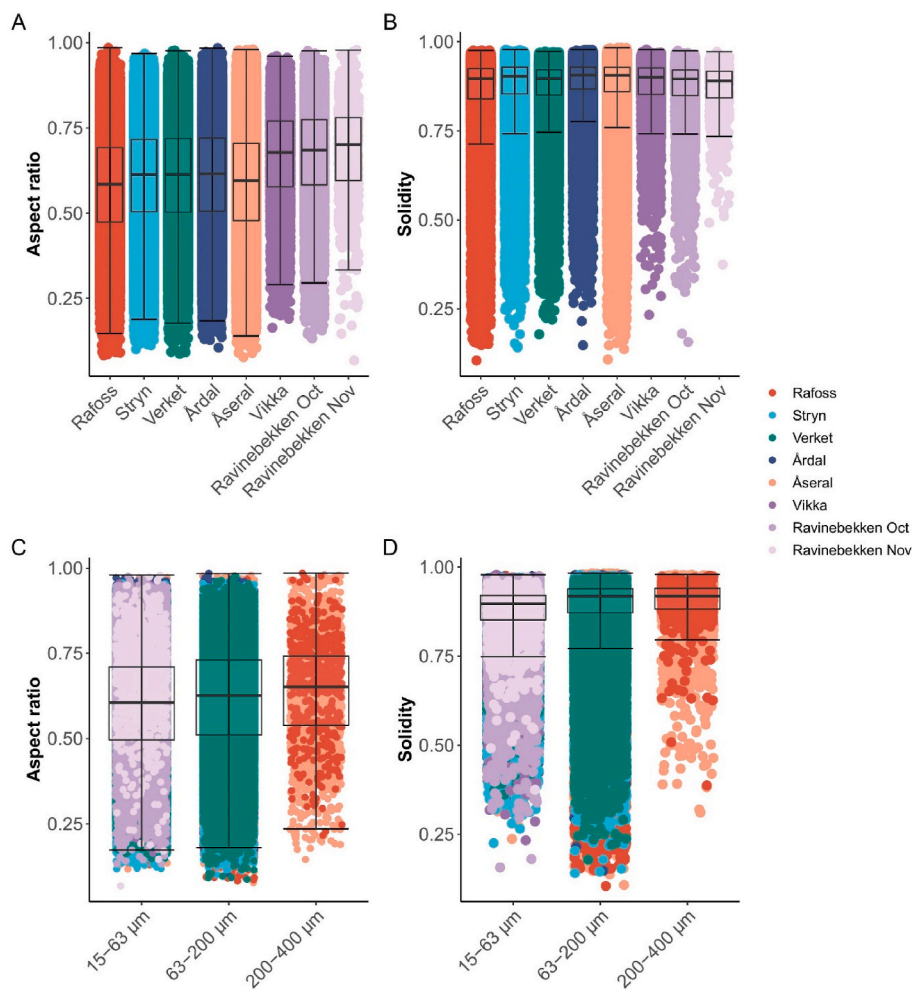 A
1.00
0.75
0.50
0.25
Aspect ratio
Rafoss
Stryn
Verket
Årdal
Åseral
Vikka
Ravinebekken Oct
Ravinebekken Nov
B
1.00
0.75
0.50
0.25
Solidity
Rafoss
Stryn
Verket
Årdal
Åseral
Vikka
Ravinebekken Oct
Ravinebekken Nov
Rafoss
Stryn
Verket
Årdal
Åseral
Vikka
Ravinebekken Oct
Ravinebekken Nov
C
1.00
0.75
0.50
0.25
Aspect ratio
15−63 µm
63−200 µm
200−400 µm
D
1.00
0.75
0.50
0.25
Solidity
15−63 µm
63−200 µm
200−400 µm